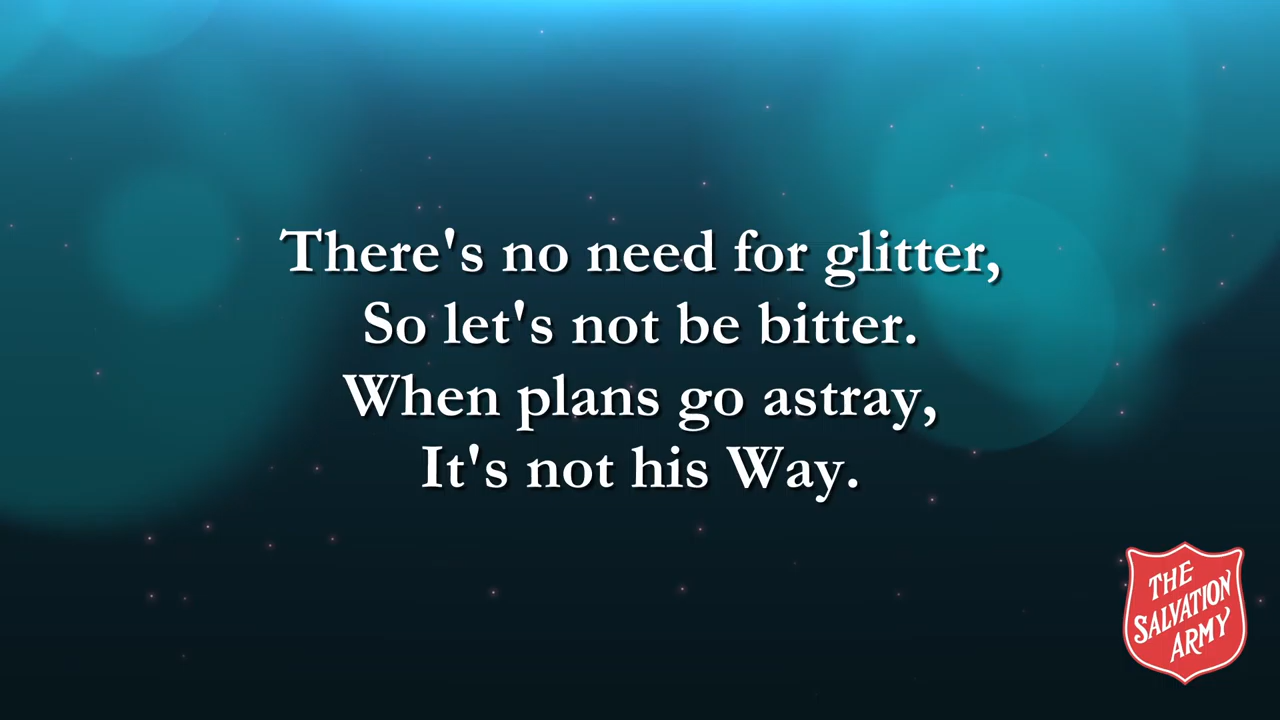 There's no need for glitter,
So let's not be bitter.
When plans go astray,
It's not his Way.
THE
SALVATION
ARMY